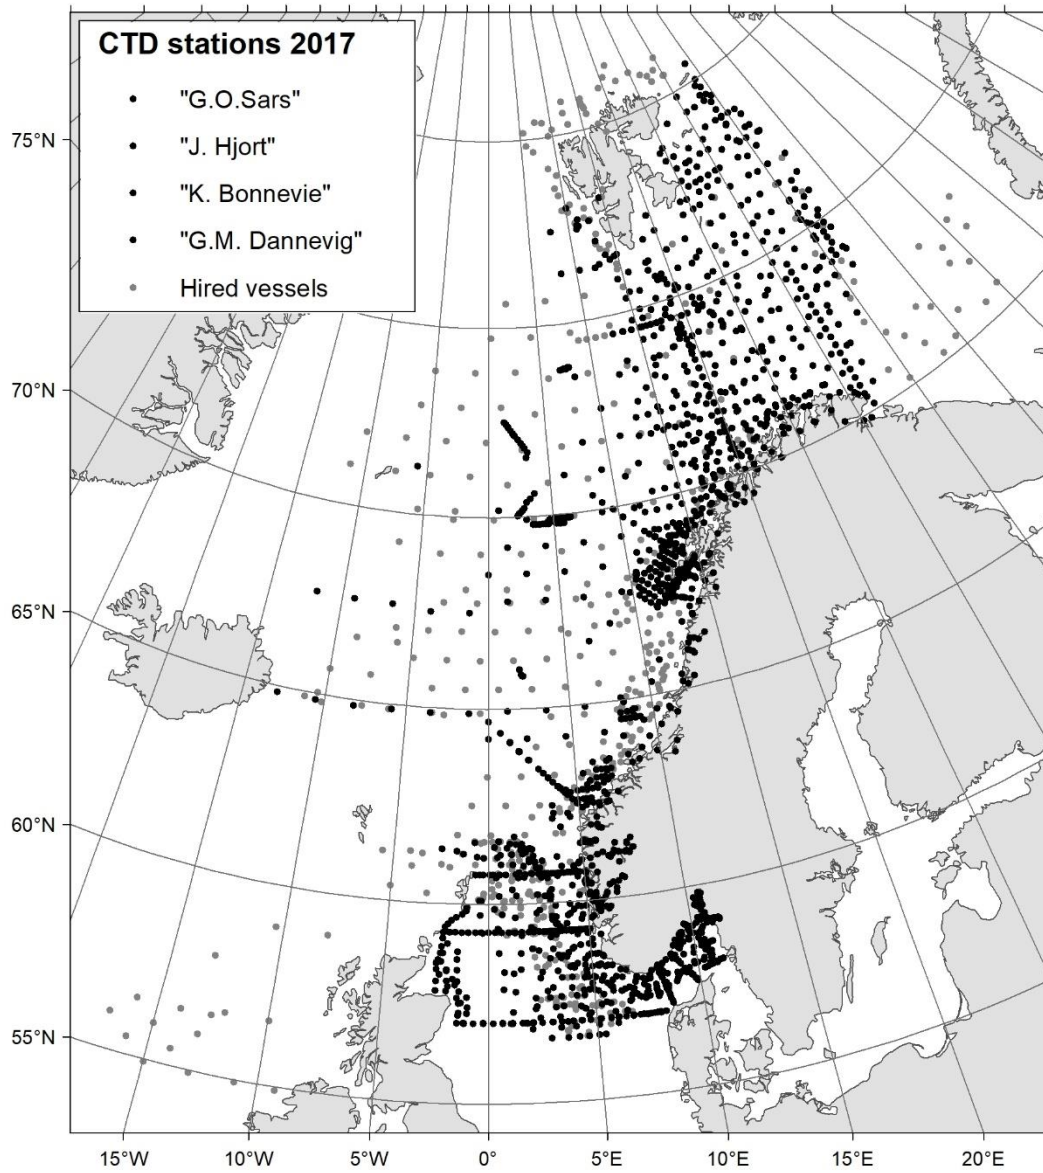 CTD stations 2017
"G.O.Sars"
"J. Hjort"
"K. Bonnevie"
"G.M. Dannevig"
Hired vessels
75°N
70°N
65°N
60°N
55°N
15°W
10°W
5°W
0°
5°E
10°E
15°E
20°E